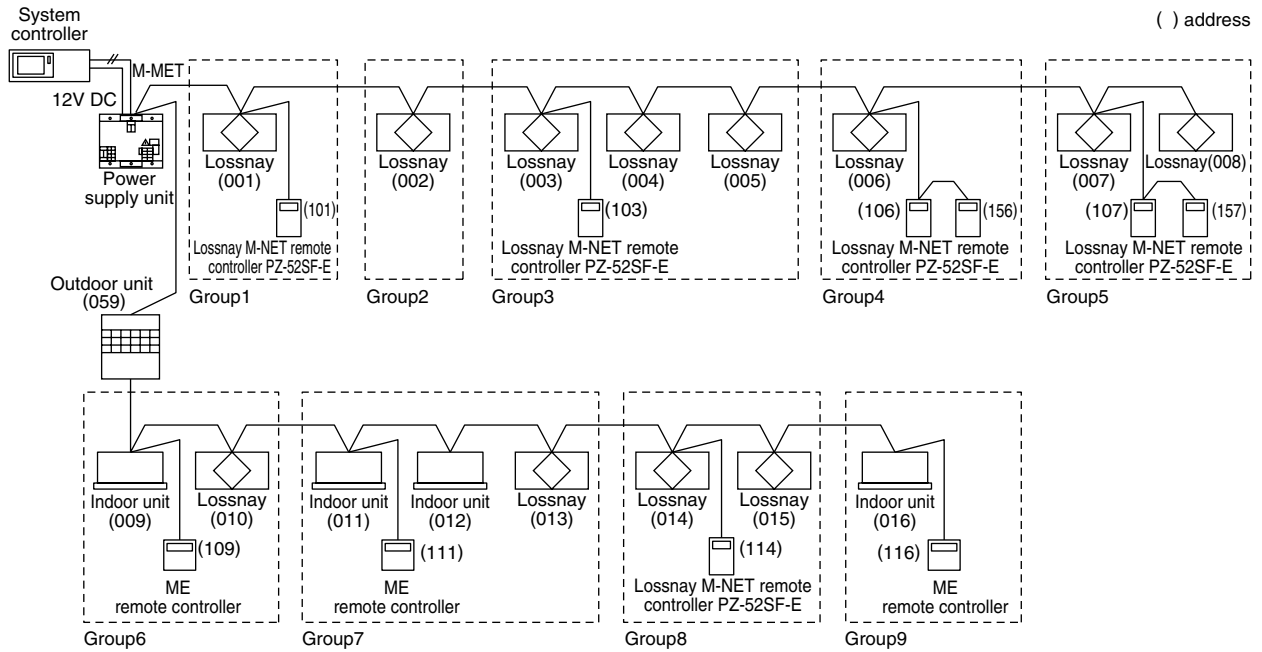 System
controller
( ) address
M-MET
12V DC
Power
supply unit
Lossnay
(001)
(101)
Lossnay M-NET remote
controller PZ-52SF-E
Group1
Lossnay
(002)
Group2
Lossnay
(003)
Lossnay
(004)
Lossnay
(005)
(103)
Lossnay M-NET remote
controller PZ-52SF-E
Group3
Lossnay
(006)
(106)
(156)
Lossnay M-NET remote
controller PZ-52SF-E
Group4
Lossnay
(007)
Lossnay(008)
(107)
(157)
Lossnay M-NET remote
controller PZ-52SF-E
Group5
Outdoor unit
(059)
Indoor unit
(009)
Lossnay
(010)
(109)
ME
remote controller
Group6
Indoor unit
(011)
Indoor unit
(012)
Lossnay
(013)
(111)
ME
remote controller
Group7
Lossnay
(014)
Lossnay
(015)
(114)
Lossnay M-NET remote
controller PZ-52SF-E
Group8
Indoor unit
(016)
(116)
ME
remote controller
Group9